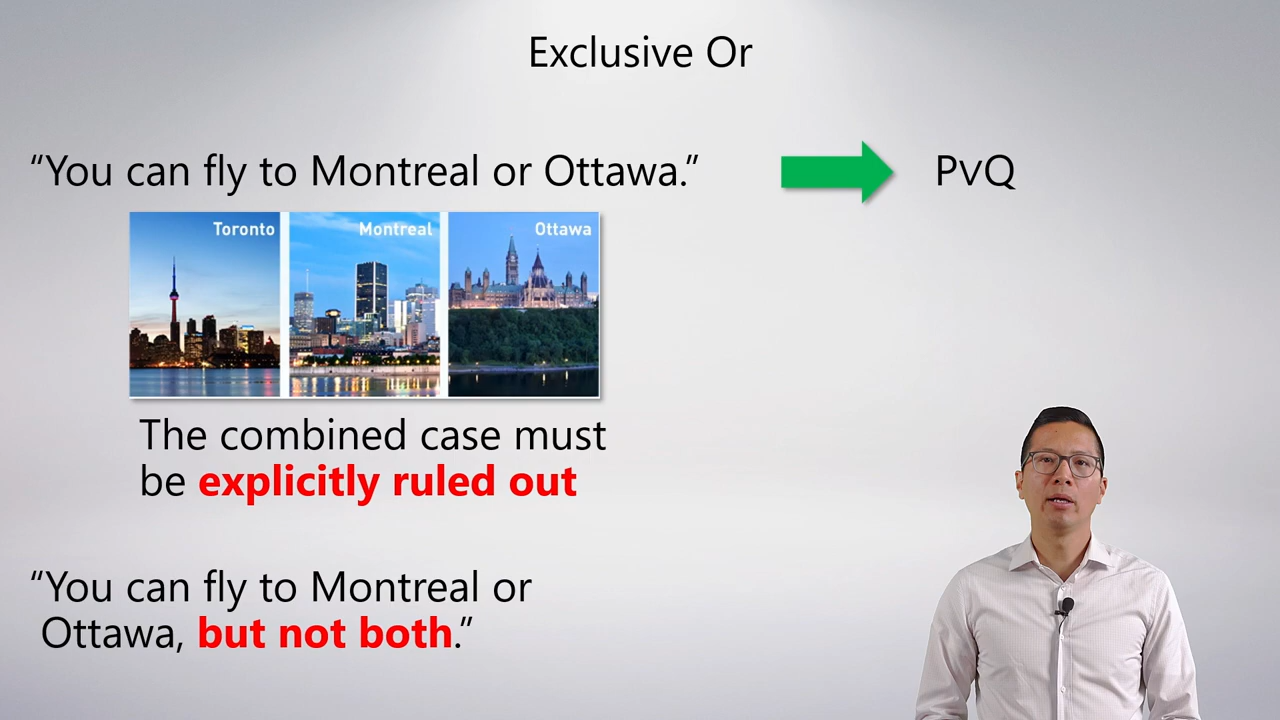 Exclusive Or
“You can fly to Montreal or Ottawa.”
PvQ
Toronto
Montreal
Ottawa
The combined case must
be explicitly ruled out
“You can fly to Montreal or
Ottawa, but not both.”